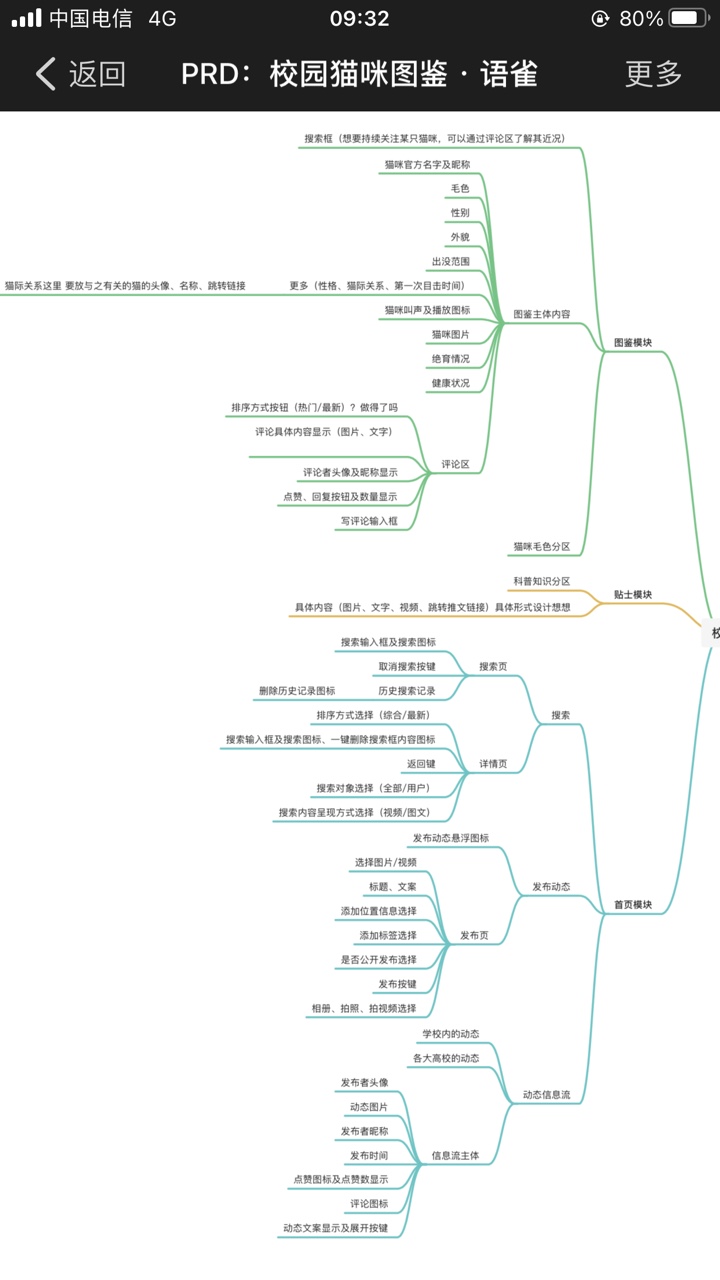 中国电信 4G
09:32
80%
返回
PRD：校园猫咪图鉴 · 语雀
更多
搜索框（想要持续关注某只猫咪，可以通过评论区了解其近况）
猫咪官方名字及昵称
毛色
性别
外貌
出没范围
猫际关系这里 要放与之有关的猫的头像、名称、跳转链接
更多（性格、猫际关系、第一次目击时间）
猫咪叫声及播放图标
图鉴主体内容
猫咪图片
图鉴模块
绝育情况
健康状况
排序方式按钮（热门/最新）？做得了吗
评论具体内容显示（图片、文字）
评论区
评论者头像及昵称显示
点赞、回复按钮及数量显示
写评论输入框
猫咪毛色分区
科普知识分区
贴士模块
具体内容（图片、文字、视频、跳转推文链接）具体形式设计想想
校
搜索输入框及搜索图标
取消搜索按键
搜索页
删除历史记录图标
历史搜索记录
排序方式选择（综合/最新）
搜索
搜索输入框及搜索图标、一键删除搜索框内容图标
返回键
详情页
搜索对象选择（全部/用户）
搜索内容呈现方式选择（视频/图文）
发布动态悬浮图标
选择图片/视频
标题、文案
发布动态
添加位置信息选择
首页模块
添加标签选择
发布页
是否公开发布选择
发布按键
相册、拍照、拍视频选择
学校内的动态
各大高校的动态
发布者头像
动态信息流
动态图片
发布者昵称
发布时间
信息流主体
点赞图标及点赞数显示
评论图标
动态文案显示及展开按键